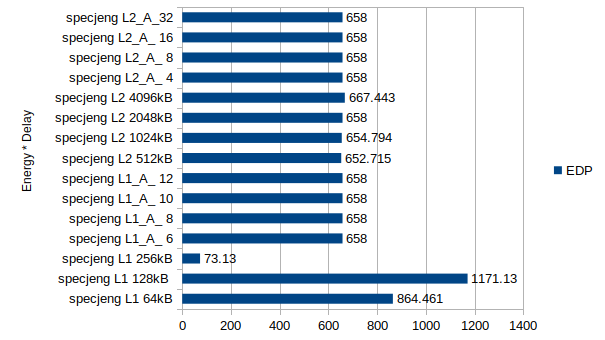 specjeng L2_A_32 658
specjeng L2_A_ 16 658
specjeng L2_A_ 8 658
specjeng L2_A_ 4 658
specjeng L2 4096kB 667.443
specjeng L2 2048kB 658
specjeng L2 1024kB 654.794
specjeng L2 512kB 652.715
specjeng L1_A_ 12 658
specjeng L1_A_ 10 658
specjeng L1_A_ 8 658
specjeng L1_A_ 6 658
specjeng L1 256kB 73.13
specjeng L1 128kB 1171.13
specjeng L1 64kB 864.461
0 200 400 600 800 1000 1200 1400
Energy * Delay
EDP